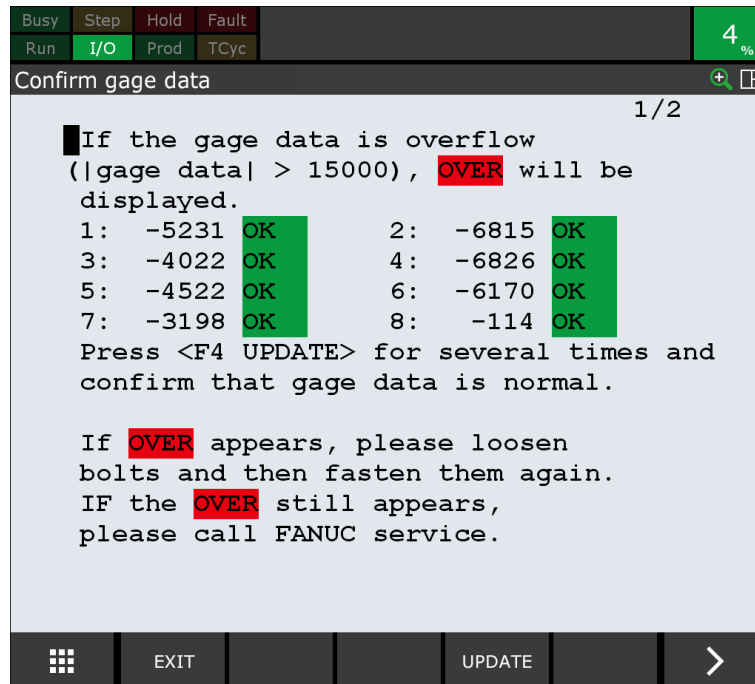 Busy Step Hold Fault
Run I/O Prod TCyc
4 %
Confirm gage data
1/2
If the gage data is overflow
(|gage data| > 15000), OVER will be
displayed.
1: -5231 OK 2: -6815 OK
3: -4022 OK 4: -6826 OK
5: -4522 OK 6: -6170 OK
7: -3198 OK 8: -114 OK
Press <F4 UPDATE> for several times and
confirm that gage data is normal.
If OVER appears, please loosen
bolts and then fasten them again.
IF the OVER still appears,
please call FANUC service.
EXIT UPDATE